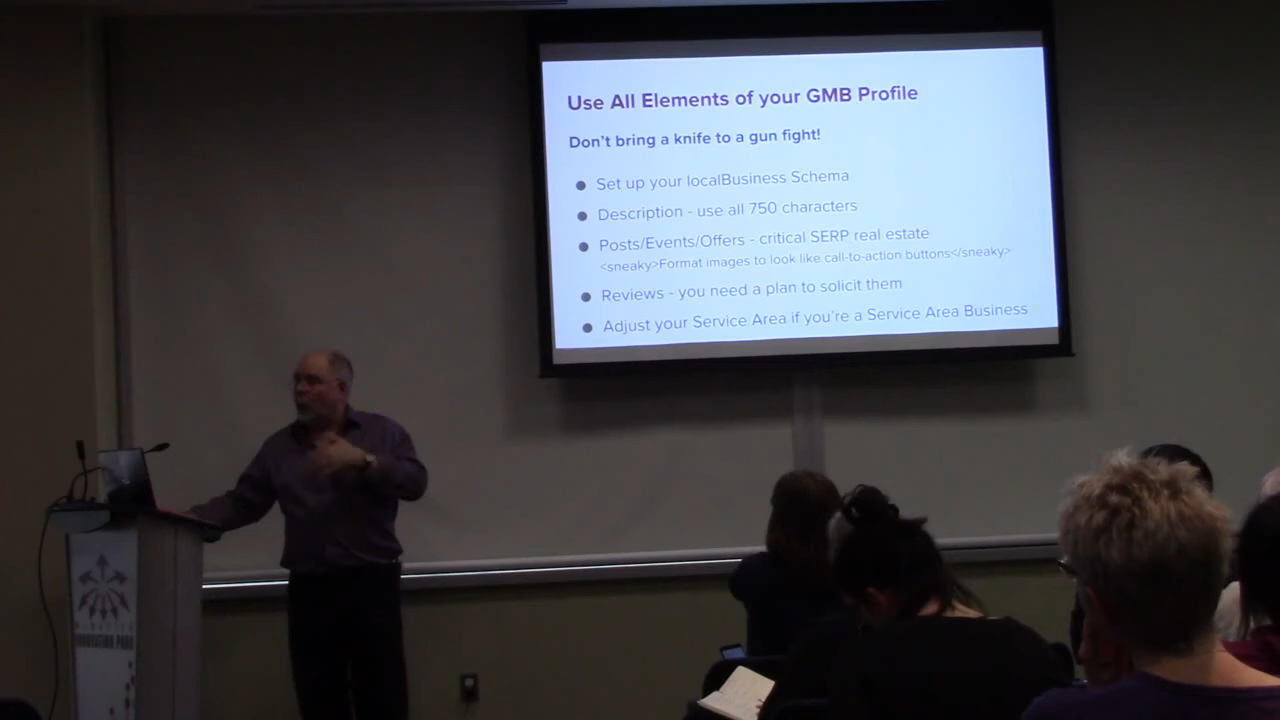 Use All Elements of your GMB Profile
Don't bring a knife to a gun fight!
● Set up your localBusiness Schema
● Description - use all 750 characters
● Posts/Events/Offers - critical SERP real estate
<sneaky>Format images to look like call-to-action buttons</sneaky>
● Reviews - you need a plan to solicit them
● Adjust your Service Area if you're a Service Area Business
INNOVATION PARK